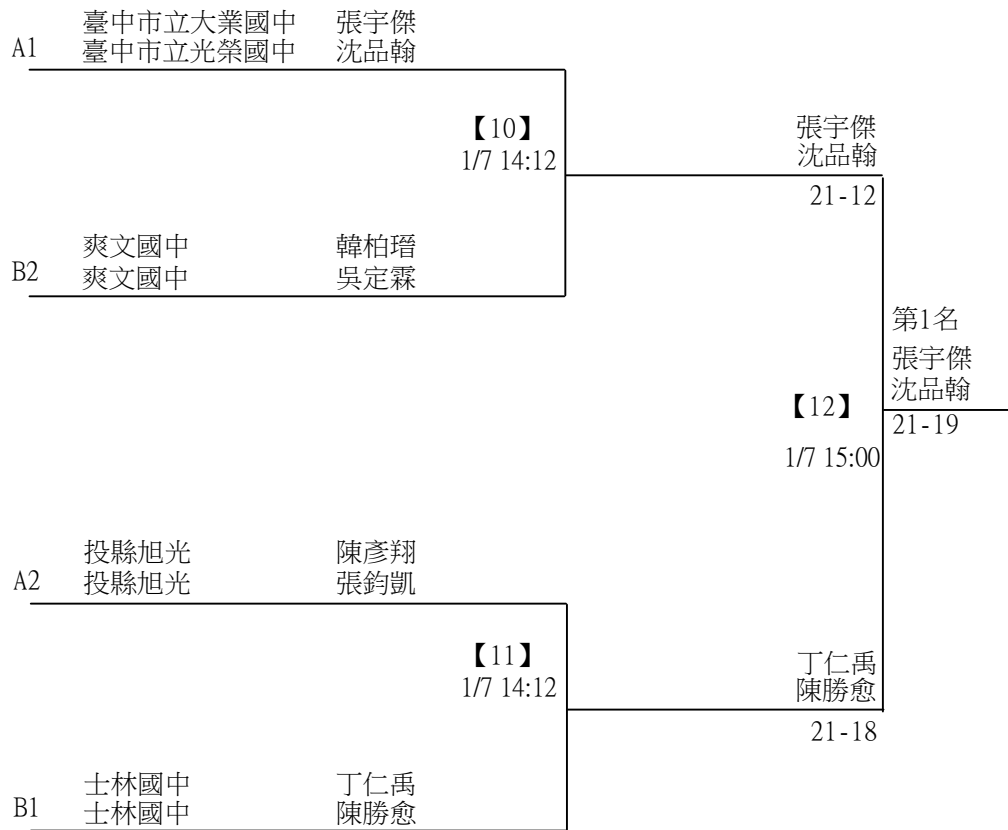 臺中市立大業國中 張宇傑
A1 臺中市立光榮國中 沈品翰
【10】
1/7 14:12
張宇傑
沈品翰
21-12
爽文國中 韓柏瑨
B2 爽文國中 吳定霖
第1名
張宇傑
沈品翰
【12】
21-19
1/7 15:00
投縣旭光 陳彥翔
A2 投縣旭光 張鈞凱
【11】
1/7 14:12
丁仁禹
陳勝愈
21-18
士林國中 丁仁禹
B1 士林國中 陳勝愈